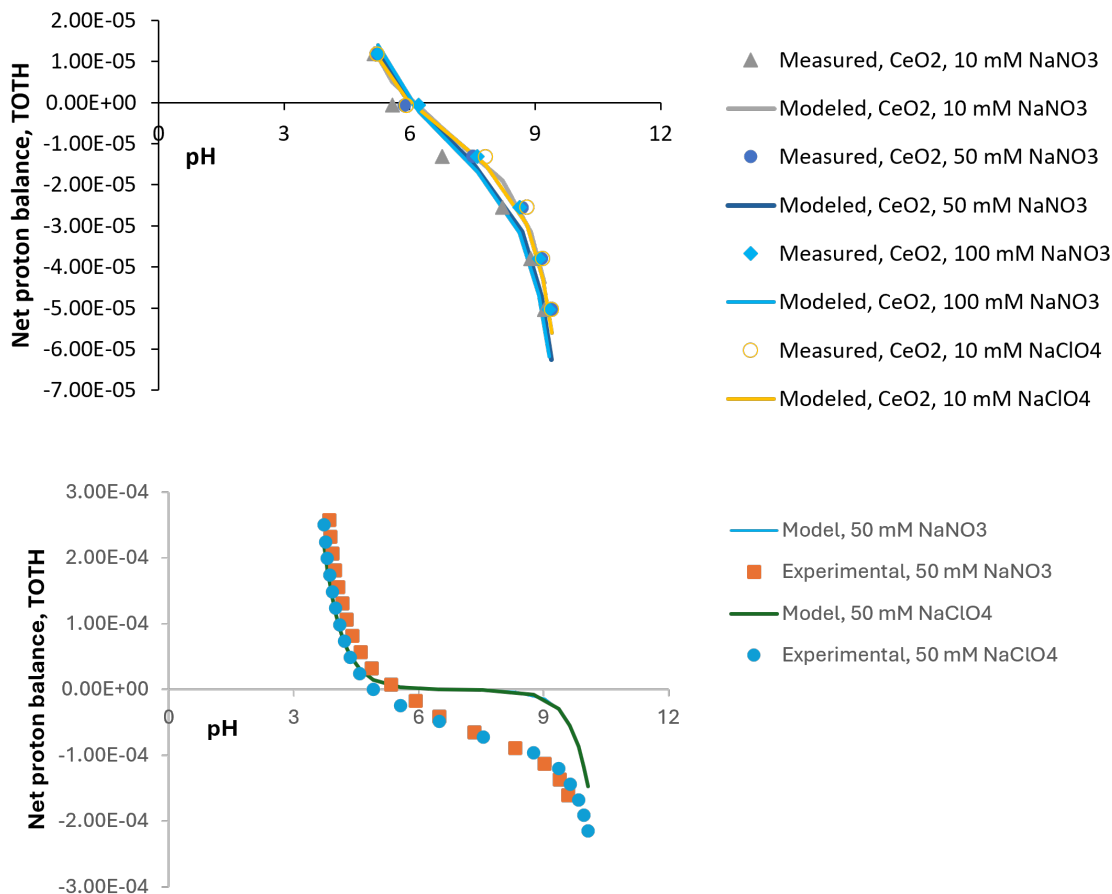 2.00E-05
1.00E-05
0.00E+00
-1.00E-05
-2.00E-05
-3.00E-05
-4.00E-05
-5.00E-05
-6.00E-05
-7.00E-05
0 3 6 9 12
pH
Net proton balance, TOTH
Measured, CeO2, 10 mM NaNO3
Modeled, CeO2, 10 mM NaNO3
Measured, CeO2, 50 mM NaNO3
Modeled, CeO2, 50 mM NaNO3
Measured, CeO2, 100 mM NaNO3
Modeled, CeO2, 100 mM NaNO3
Measured, CeO2, 10 mM NaClO4
Modeled, CeO2, 10 mM NaClO4
3.00E-04
2.00E-04
1.00E-04
0.00E+00
-1.00E-04
-2.00E-04
-3.00E-04
0 3 6 9 12
pH
Net proton balance, TOTH
Model, 50 mM NaNO3
Experimental, 50 mM NaNO3
Model, 50 mM NaClO4
Experimental, 50 mM NaClO4